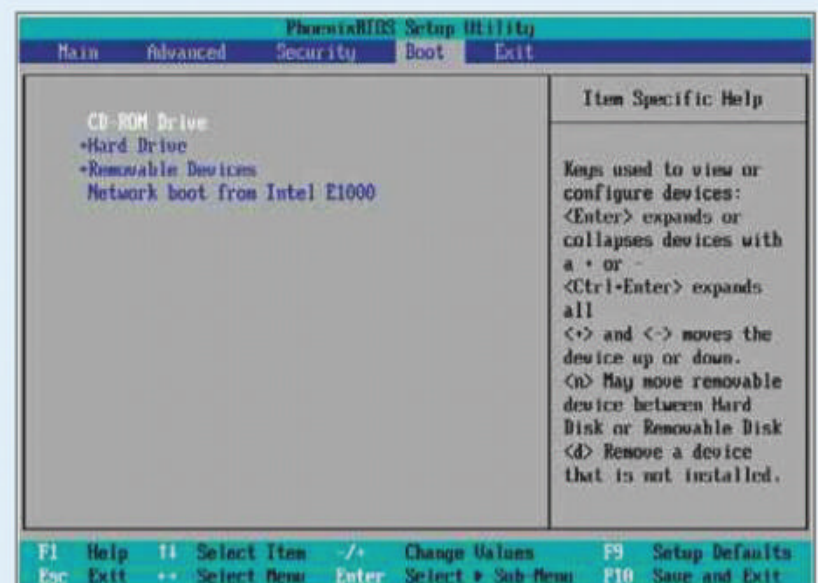 PhoenixBIOS Setup Utility
Main Advanced Security Boot Exit
CD-ROM Drive
+Hard Drive
+Removable Devices
Network boot from Intel E1000
Item Specific Help
Keys used to view or
configure devices:
<Enter> expands or
collapses devices with
a + or -
<Ctrl+Enter> expands
all
<+> and <-> moves the
device up or down.
<n> May move removable
device between Hard
Disk or Removable Disk
<d> Remove a device
that is not installed.
F1 Help ↑↓ Select Item -/+ Change Values F9 Setup Defaults
Esc Exit ↔ Select Menu Enter Select ▶ Sub-Menu F10 Save and Exit